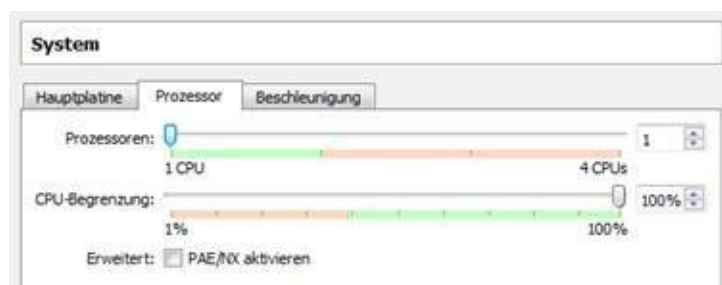 System
Hauptplatine Prozessor Beschleunigung
Prozessoren: 1
1 CPU 4 CPUs
CPU-Begrenzung: 100%
1% 100%
Erweitert: PAE/NX aktivieren